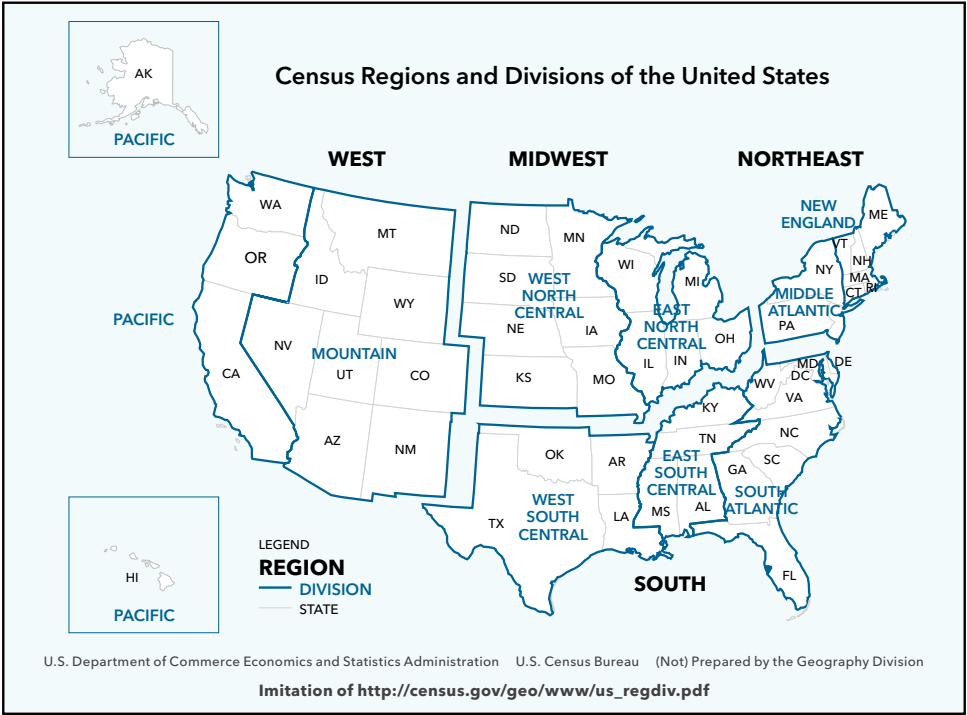 Census Regions and Divisions of the United States
AK
PACIFIC
WEST
MIDWEST
NORTHEAST
WA
OR
ID
MT
WY
PACIFIC
CA
NV
MOUNTAIN
UT
CO
AZ
NM
ND
MN
SD
WEST
NORTH
CENTRAL
NE
IA
KS
MO
WI
MI
EAST
NORTH
CENTRAL
IL
IN
OH
NEW
ENGLAND
ME
VT
NH
MA
RI
CT
NY
MIDDLE
ATLANTIC
PA
MD
DE
DC
WV
VA
KY
TN
NC
SC
GA
EAST
SOUTH
CENTRAL
MS
AL
SOUTH
ATLANTIC
FL
OK
AR
WEST
SOUTH
CENTRAL
TX
LA
SOUTH
HI
PACIFIC
LEGEND
REGION
DIVISION
STATE
U.S. Department of Commerce Economics and Statistics Administration U.S. Census Bureau (Not) Prepared by the Geography Division
Imitation of http://census.gov/geo/www/us_regdiv.pdf